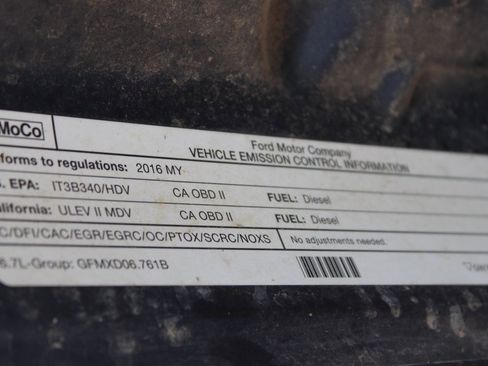 MoCo
Ford Motor Company
VEHICLE EMISSION CONTROL INFORMATION
forms to regulations: 2016 MY
. EPA: IT3B340/HDV CA OBD II FUEL: Diesel
alifornia: ULEV II MDV CA OBD II FUEL: Diesel
C/DFI/CAC/EGR/EGRC/OC/PTOX/SCRC/NOXS No adjustments needed.
6.7L-Group: GFMXD06.761B